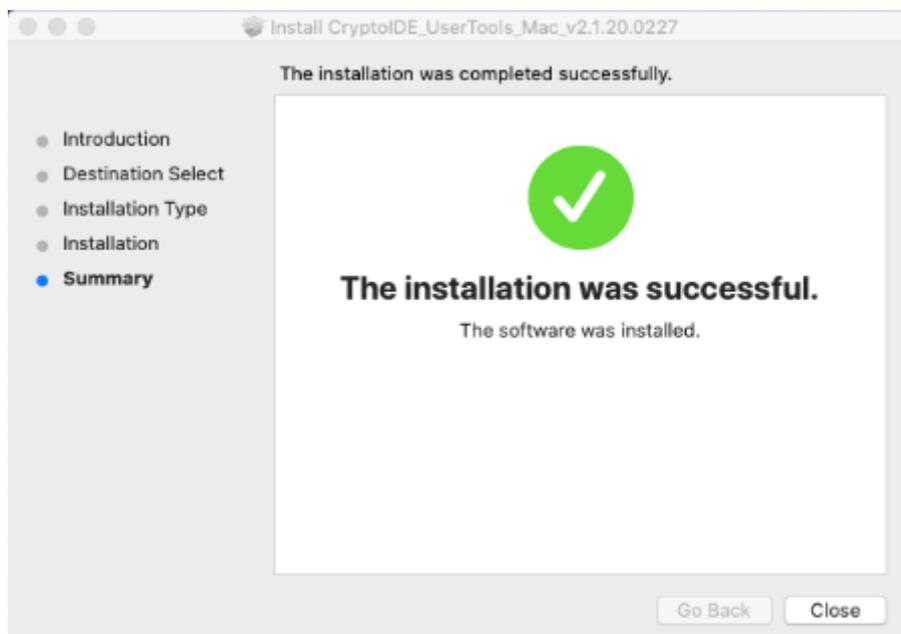 Install CryptoIDE_UserTools_Mac_v2.1.20.0227
The installation was completed successfully.
Introduction
Destination Select
Installation Type
Installation
Summary
The installation was successful.
The software was installed.
Go Back
Close